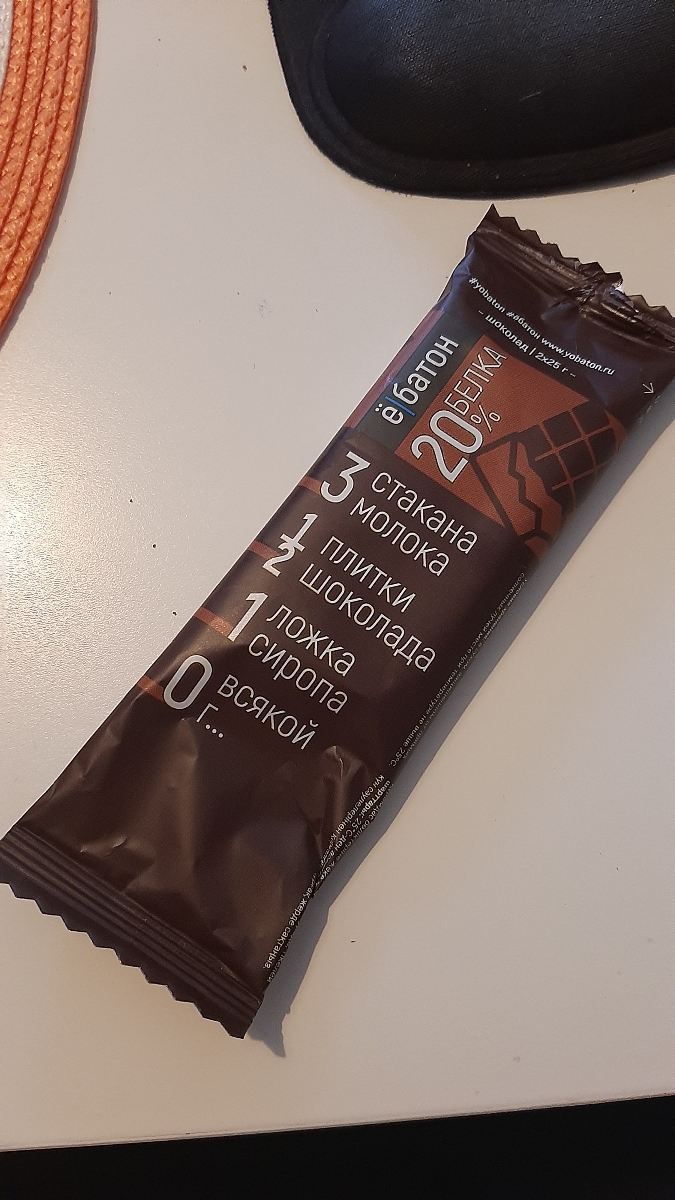 #yobaton #ёбатон www.yobaton.ru
– шоколад | 2x25 г –
ё|батон
20% БЕЛКА
3 стакана
молока
1/2 плитки
шоколада
1 ложка
сиропа
0 всякой
г...